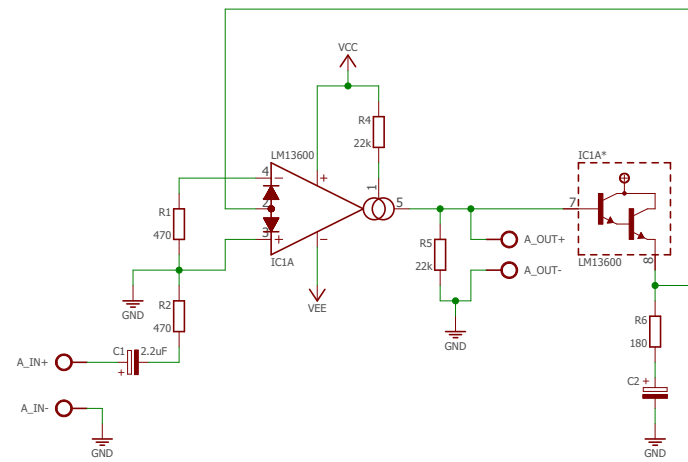 VCC
R4
22k
LM13600
IC1A*
4
−
+
1
2
5
7
R1
470
3
+
−
A_OUT+
R5
22k
IC1A
8
LM13600
A_OUT-
GND
VEE
R2
470
R6
180
GND
C1
2.2uF
A_IN+
+
C2
+
A_IN-
GND
GND